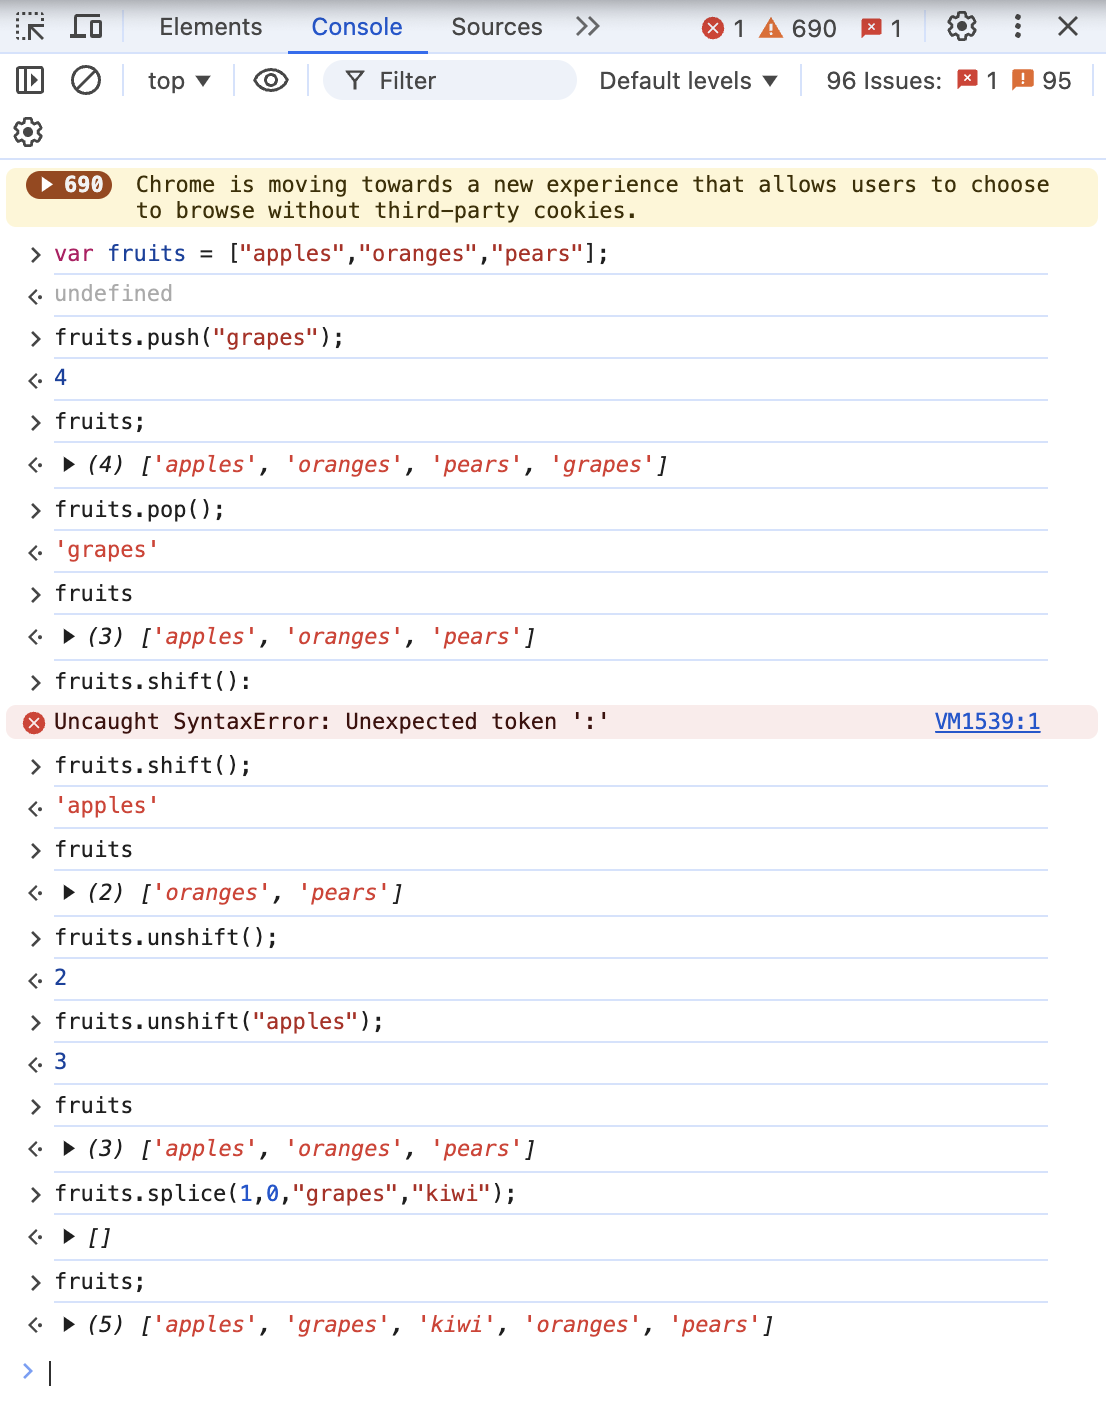 Elements Console Sources 1 690 1
top Filter Default levels 96 Issues: 1 95
690 Chrome is moving towards a new experience that allows users to choose
to browse without third-party cookies.
var fruits = ["apples","oranges","pears"];
undefined
fruits.push("grapes");
4
fruits;
(4) ['apples', 'oranges', 'pears', 'grapes']
fruits.pop();
'grapes'
fruits
(3) ['apples', 'oranges', 'pears']
fruits.shift():
Uncaught SyntaxError: Unexpected token ':' VM1539:1
fruits.shift();
'apples'
fruits
(2) ['oranges', 'pears']
fruits.unshift();
2
fruits.unshift("apples");
3
fruits
(3) ['apples', 'oranges', 'pears']
fruits.splice(1,0,"grapes","kiwi");
[]
fruits;
(5) ['apples', 'grapes', 'kiwi', 'oranges', 'pears']